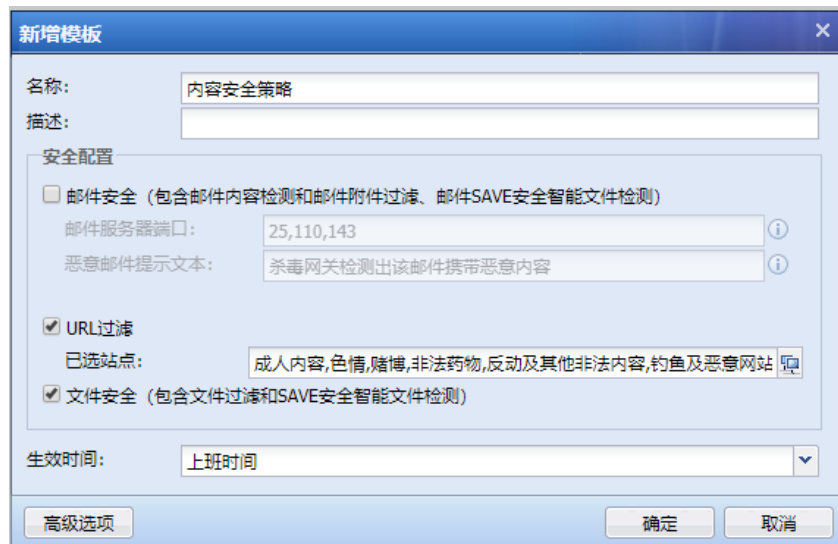 新增模板
名称: 内容安全策略
描述:
安全配置
邮件安全 (包含邮件内容检测和邮件附件过滤、邮件SAVE安全智能文件检测)
邮件服务器端口: 25,110,143
恶意邮件提示文本: 杀毒网关检测出该邮件携带恶意内容
URL过滤
已选站点: 成人内容,色情,赌博,非法药物,反动及其他非法内容,钓鱼及恶意网站
文件安全 (包含文件过滤和SAVE安全智能文件检测)
生效时间: 上班时间
高级选项 确定 取消